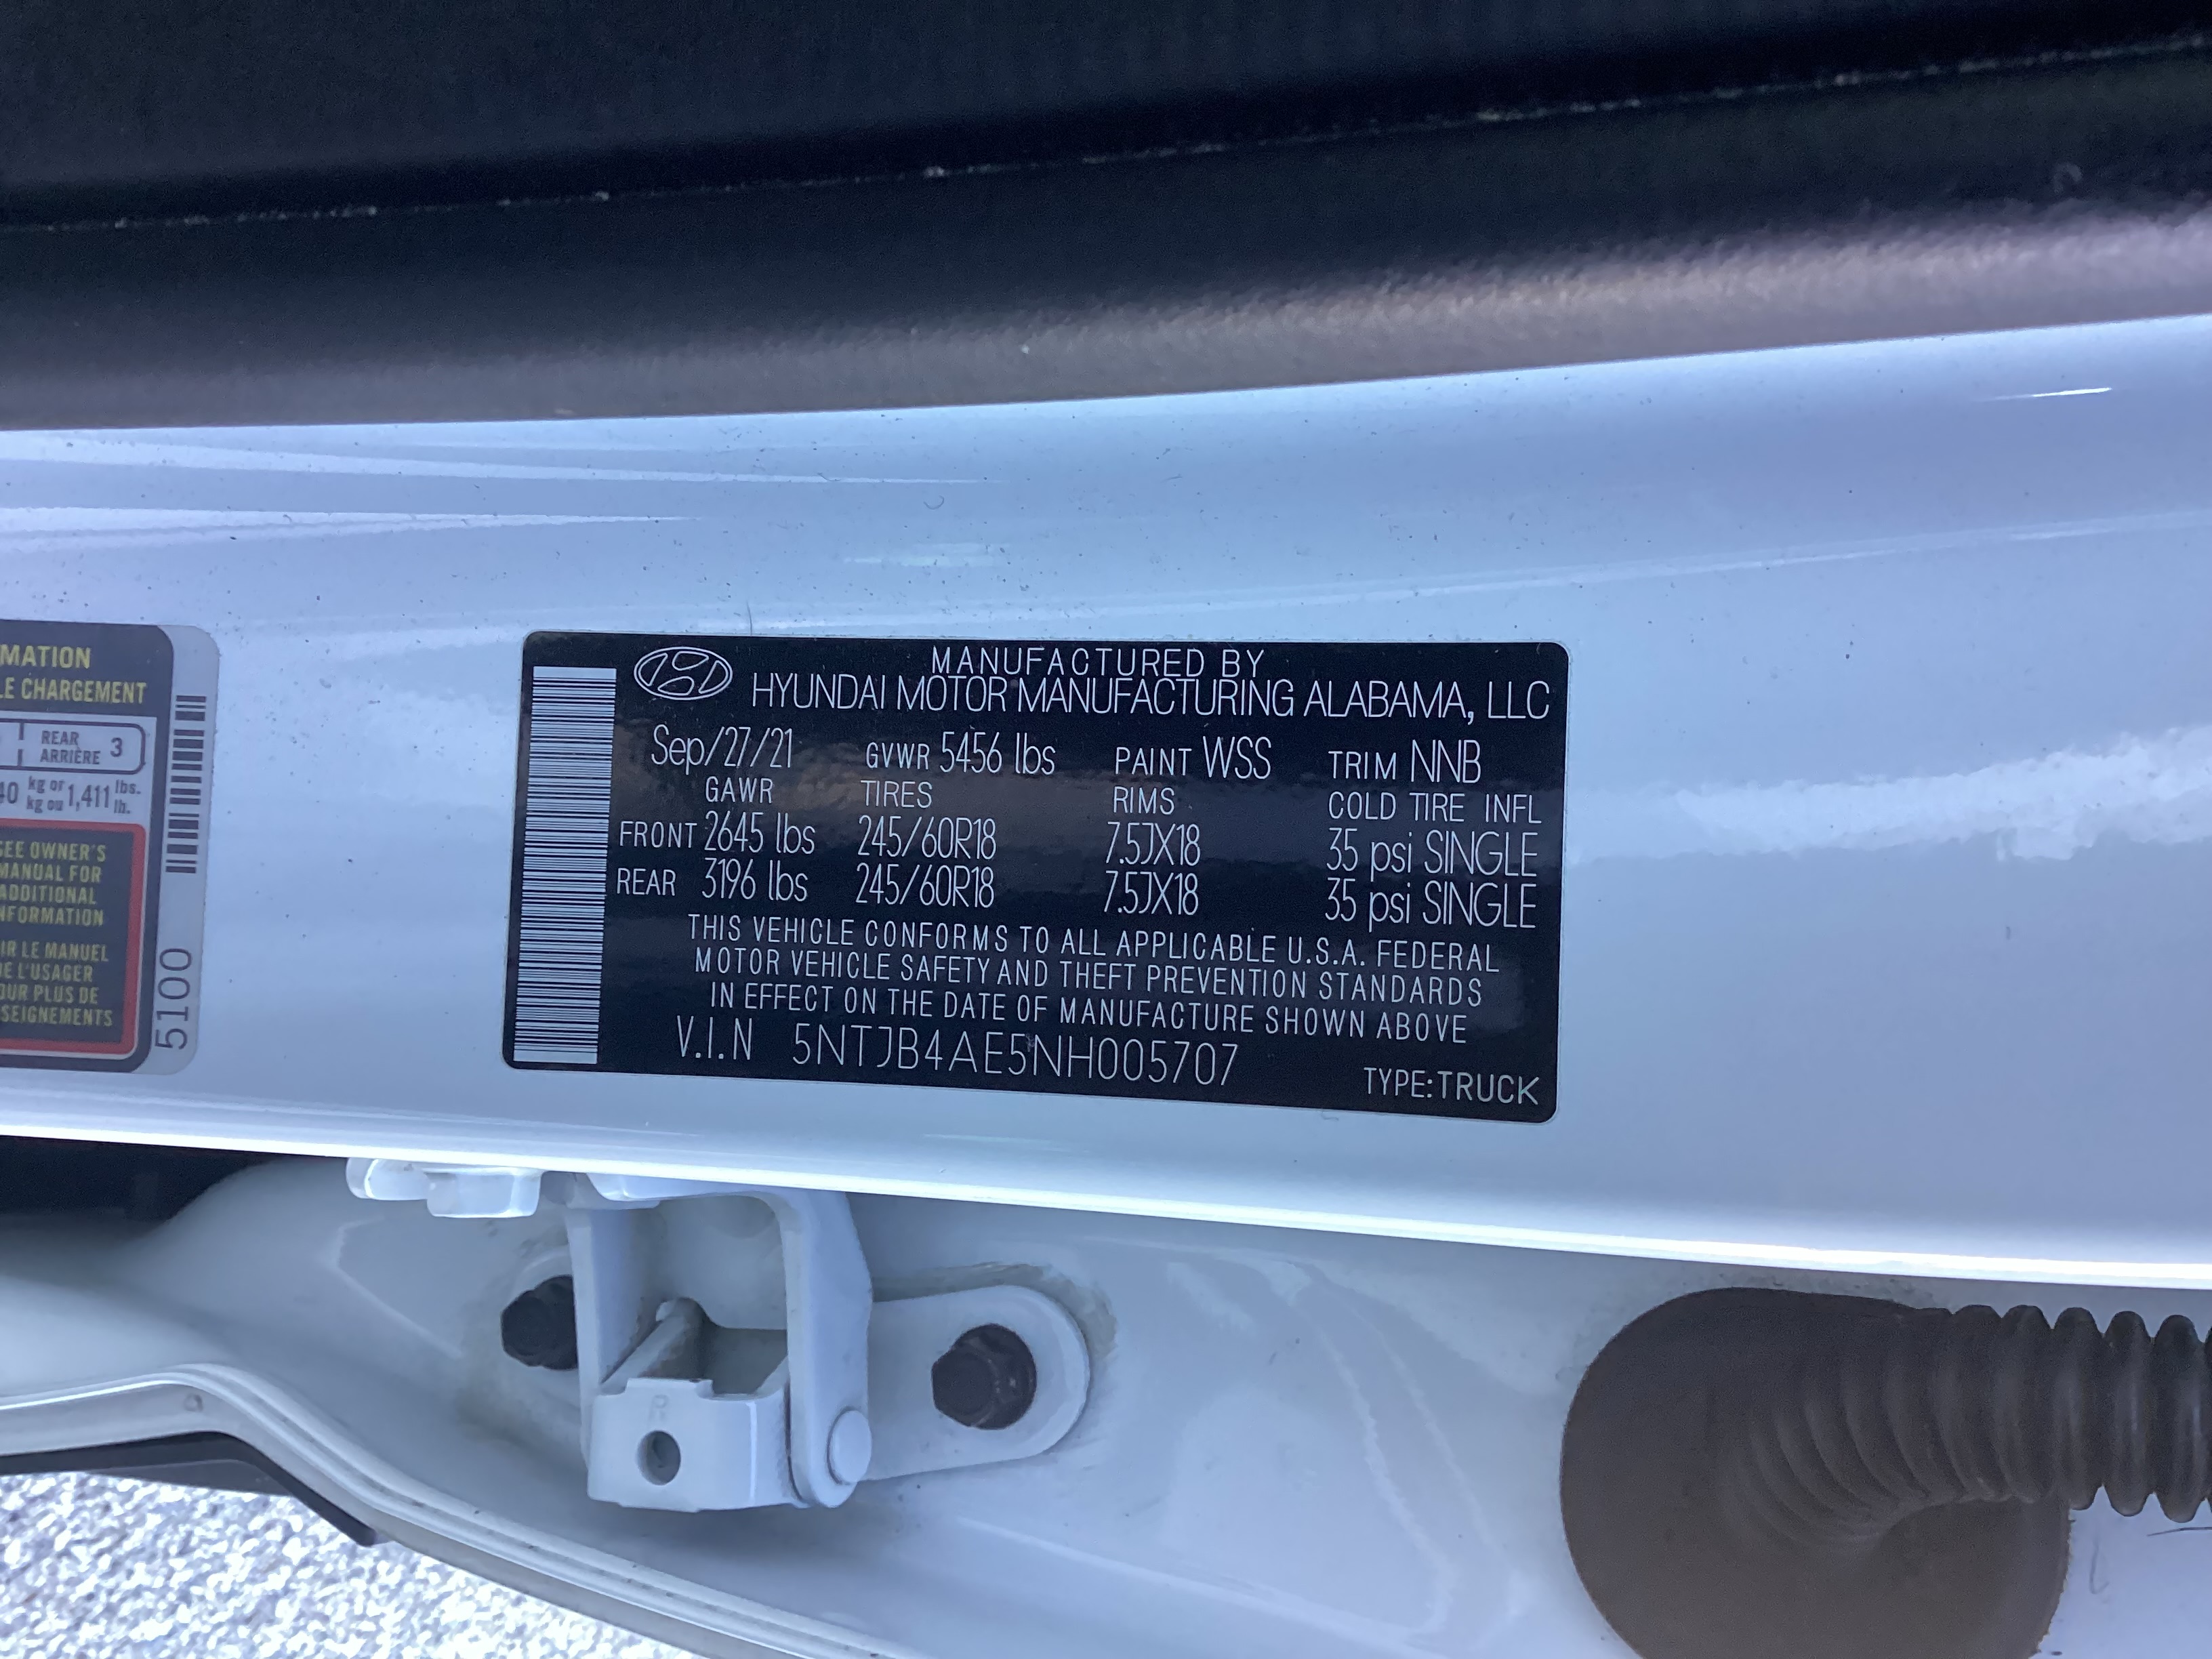 MATION
LE CHARGEMENT
REAR
ARRIÈRE 3
40 kg or 1,411 lbs.
kg ou lb.
SEE OWNER'S
MANUAL FOR
ADDITIONAL
NFORMATION
IR LE MANUEL
DE L'USAGER
OUR PLUS DE
SEIGNEMENTS
5100
MANUFACTURED BY
HYUNDAI MOTOR MANUFACTURING ALABAMA, LLC
Sep/27/21 GVWR 5456 lbs PAINT WSS TRIM NNB
GAWR TIRES RIMS COLD TIRE INFL
FRONT 2645 lbs 245/60R18 7.5JX18 35 psi SINGLE
REAR 3196 lbs 245/60R18 7.5JX18 35 psi SINGLE
THIS VEHICLE CONFORMS TO ALL APPLICABLE U.S.A. FEDERAL
MOTOR VEHICLE SAFETY AND THEFT PREVENTION STANDARDS
IN EFFECT ON THE DATE OF MANUFACTURE SHOWN ABOVE
V.I.N 5NTJB4AE5NH005707
TYPE:TRUCK
R